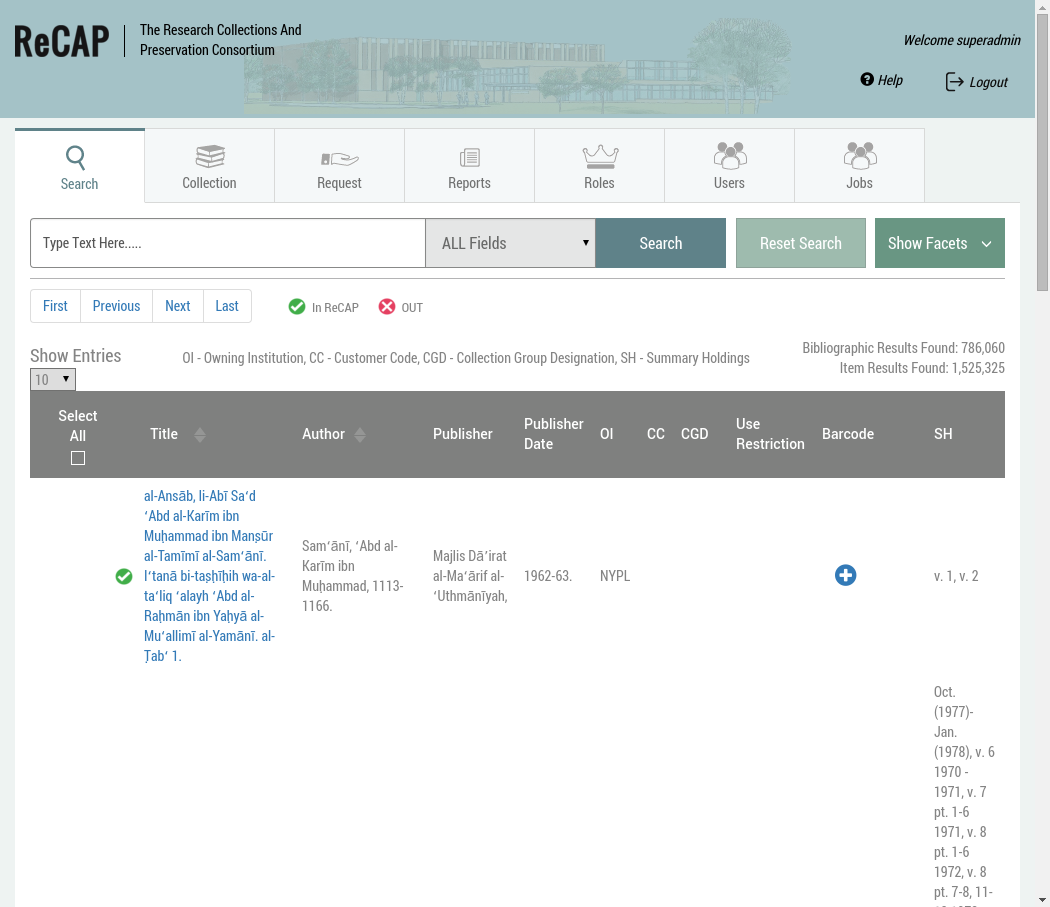 ReCAP
The Research Collections And
Preservation Consortium
Welcome superadmin
Help
Logout
Search
Collection
Request
Reports
Roles
Users
Jobs
Type Text Here.....
ALL Fields
Search
Reset Search
Show Facets
First
Previous
Next
Last
In ReCAP
OUT
Show Entries
10
OI - Owning Institution, CC - Customer Code, CGD - Collection Group Designation, SH - Summary Holdings
Bibliographic Results Found: 786,060
Item Results Found: 1,525,325
Select
All
Title
Author
Publisher
Publisher
Date
OI
CC
CGD
Use
Restriction
Barcode
SH
al-Ansāb, li-Abī Saʻd
ʻAbd al-Karīm ibn
Muḥammad ibn Manṣūr
al-Tamīmī al-Samʻānī.
Iʻtanā bi-taṣḥīḥih wa-al-
taʻliq ʻalayh ʻAbd al-
Raḥmān ibn Yaḥyā al-
Muʻallimī al-Yamānī. al-
Ṭabʻ 1.
Samʻānī, ʻAbd al-
Karīm ibn
Muḥammad, 1113-
1166.
Majlis Dāʼirat
al-Maʻārif al-
ʻUthmānīyah,
1962-63.
NYPL
v. 1, v. 2
Oct.
(1977)-
Jan.
(1978), v. 6
1970 -
1971, v. 7
pt. 1-6
1971, v. 8
pt. 1-6
1972, v. 8
pt. 7-8, 11-